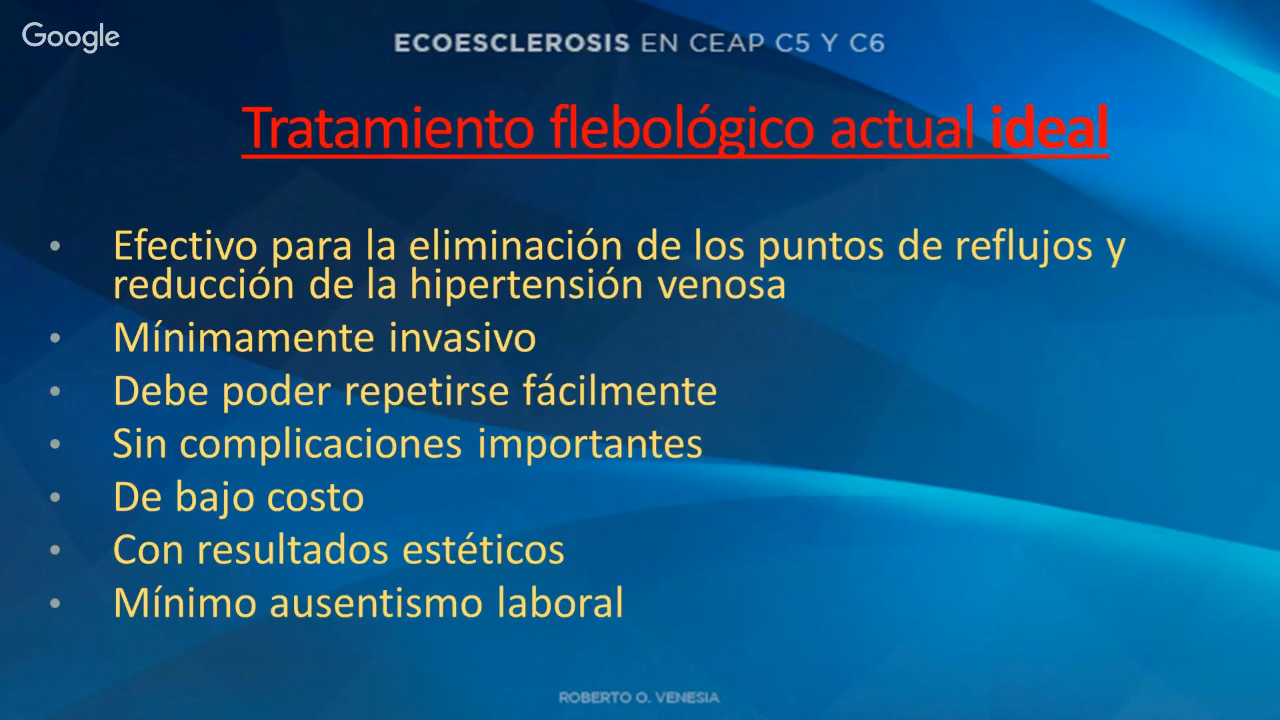 Google
ECOESCLEROSIS EN CEAP C5 Y C6
Tratamiento flebológico actual ideal
• Efectivo para la eliminación de los puntos de reflujos y
reducción de la hipertensión venosa
• Mínimamente invasivo
• Debe poder repetirse fácilmente
• Sin complicaciones importantes
• De bajo costo
• Con resultados estéticos
• Mínimo ausentismo laboral
ROBERTO O. VENESIA